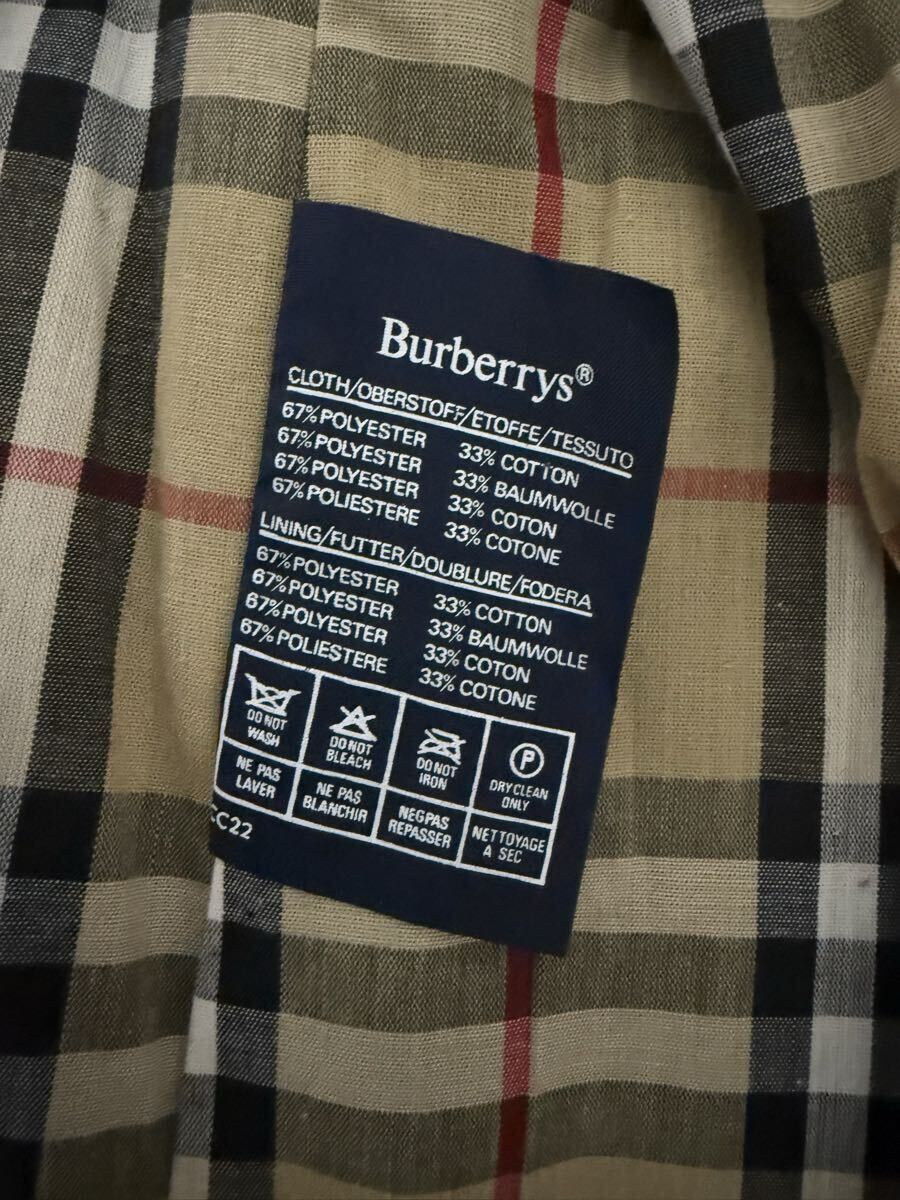 Burberrys®
CLOTH/OBERSTOFF/ETOFFE/TESSUTO
67% POLYESTER 33% COTTON
67% POLYESTER 33% BAUMWOLLE
67% POLYESTER 33% COTON
67% POLIESTERE 33% COTONE
LINING/FUTTER/DOUBLURE/FODERA
67% POLYESTER 33% COTTON
67% POLYESTER 33% BAUMWOLLE
67% POLYESTER 33% COTON
67% POLIESTERE 33% COTONE
DO NOT
WASH
DO NOT
BLEACH
DO NOT
IRON
P
DRY CLEAN
ONLY
NE PAS
LAVER
NE PAS
BLANCHIR
NEGPAS
REPASSER
NETTOYAGE
A SEC
CC22